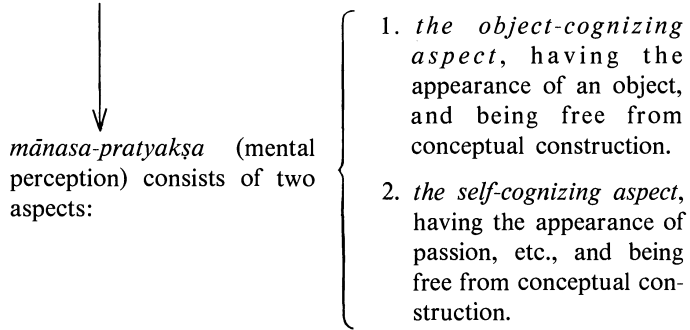 mānasa-pratyakṣa (mental
perception) consists of two
aspects:
1. the object-cognizing
aspect, having the
appearance of an object,
and being free from
conceptual construction.
2. the self-cognizing aspect,
having the appearance of
passion, etc., and being
free from conceptual con-
struction.